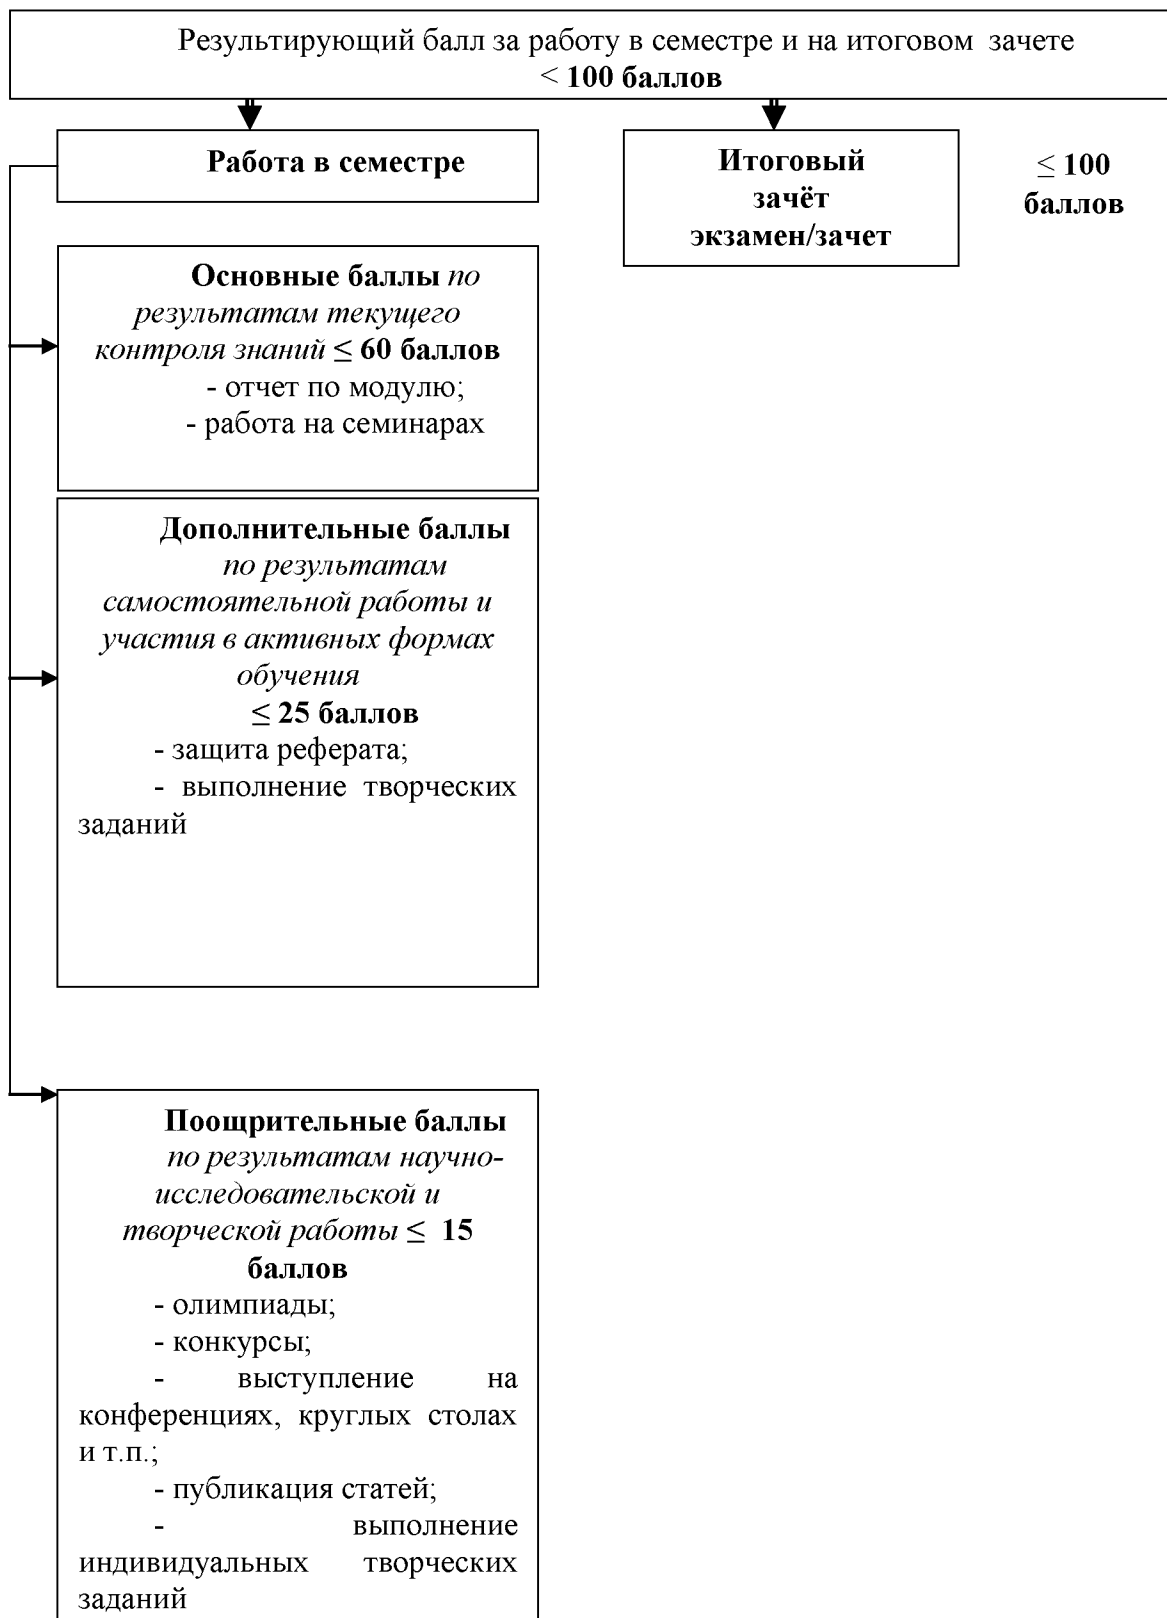 Результирующий балл за работу в семестре и на итоговом зачете
< 100 баллов
Работа в семестре
Итоговый
зачёт
экзамен/зачет
≤ 100
баллов
Основные баллы по
результатам текущего
контроля знаний ≤ 60 баллов
- отчет по модулю;
- работа на семинарах
Дополнительные баллы
по результатам
самостоятельной работы и
участия в активных формах
обучения
≤ 25 баллов
- защита реферата;
- выполнение творческих
заданий
Поощрительные баллы
по результатам научно-
исследовательской и
творческой работы ≤ 15
баллов
- олимпиады;
- конкурсы;
- выступление на
конференциях, круглых столах
и т.п.;
- публикация статей;
- выполнение
индивидуальных творческих
заданий